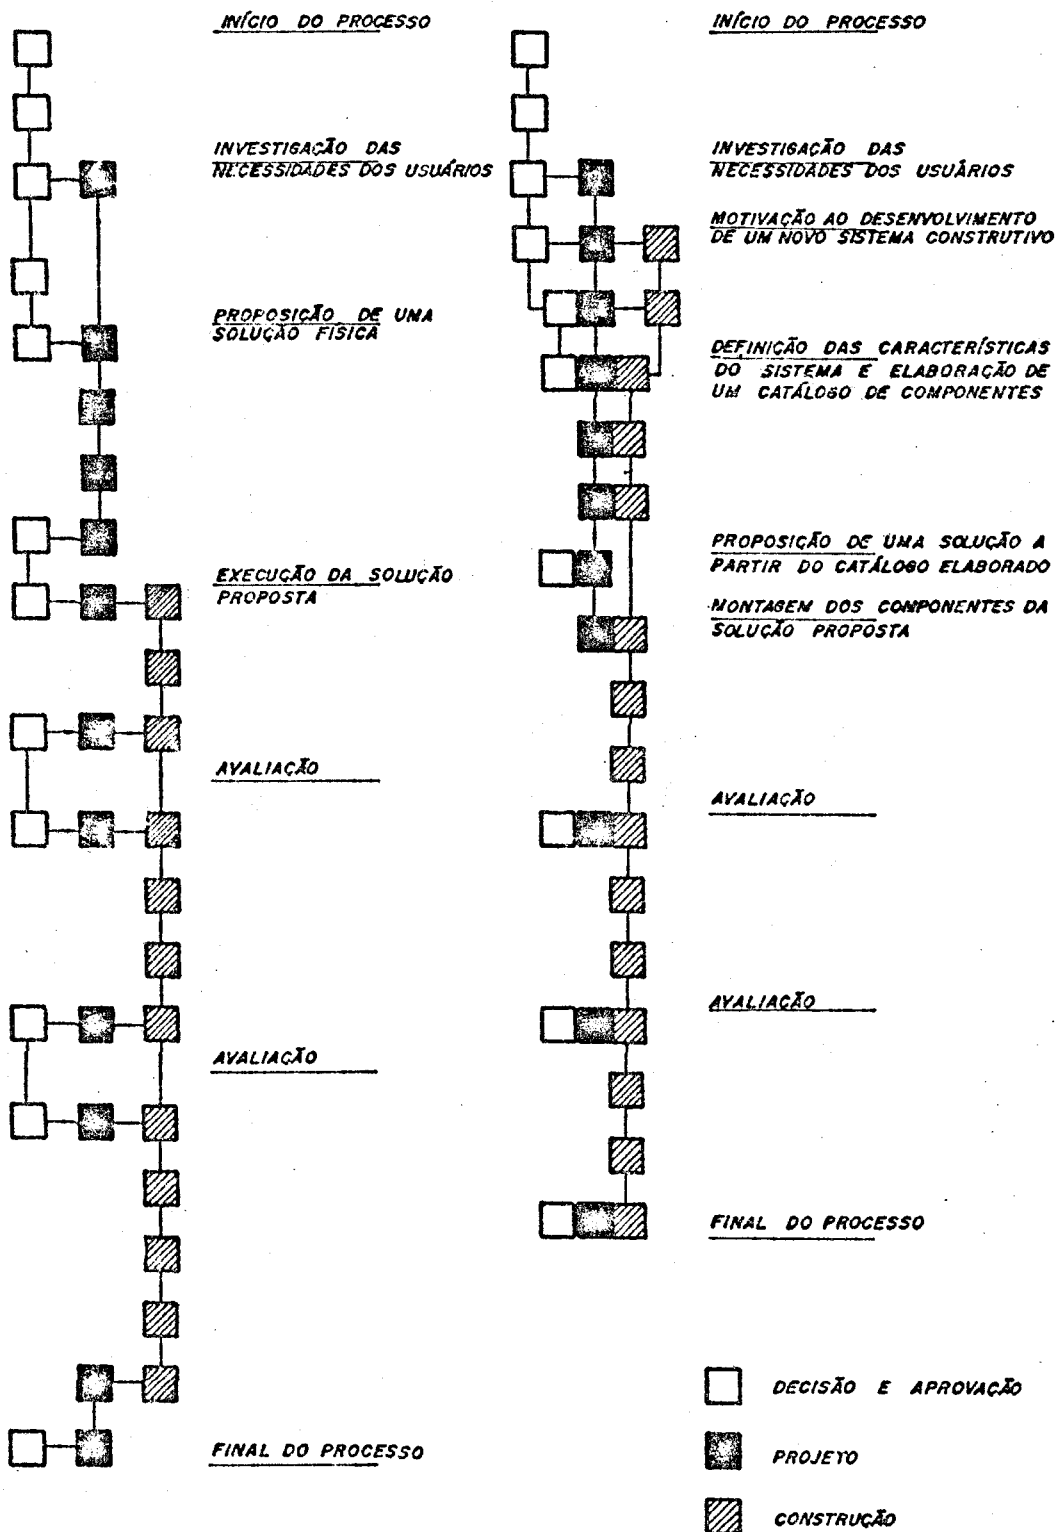 INÍCIO DO PROCESSO
INVESTIGAÇÃO DAS
NECESSIDADES DOS USUÁRIOS
PROPOSIÇÃO DE UMA
SOLUÇÃO FÍSICA
EXECUÇÃO DA SOLUÇÃO
PROPOSTA
AVALIAÇÃO
AVALIAÇÃO
FINAL DO PROCESSO
INÍCIO DO PROCESSO
INVESTIGAÇÃO DAS
NECESSIDADES DOS USUÁRIOS
MOTIVAÇÃO AO DESENVOLVIMENTO
DE UM NOVO SISTEMA CONSTRUTIVO
DEFINIÇÃO DAS CARACTERÍSTICAS
DO SISTEMA E ELABORAÇÃO DE
UM CATÁLOGO DE COMPONENTES
PROPOSIÇÃO DE UMA SOLUÇÃO A
PARTIR DO CATÁLOGO ELABORADO
MONTAGEM DOS COMPONENTES DA
SOLUÇÃO PROPOSTA
AVALIAÇÃO
AVALIAÇÃO
FINAL DO PROCESSO
DECISÃO E APROVAÇÃO
PROJETO
CONSTRUÇÃO